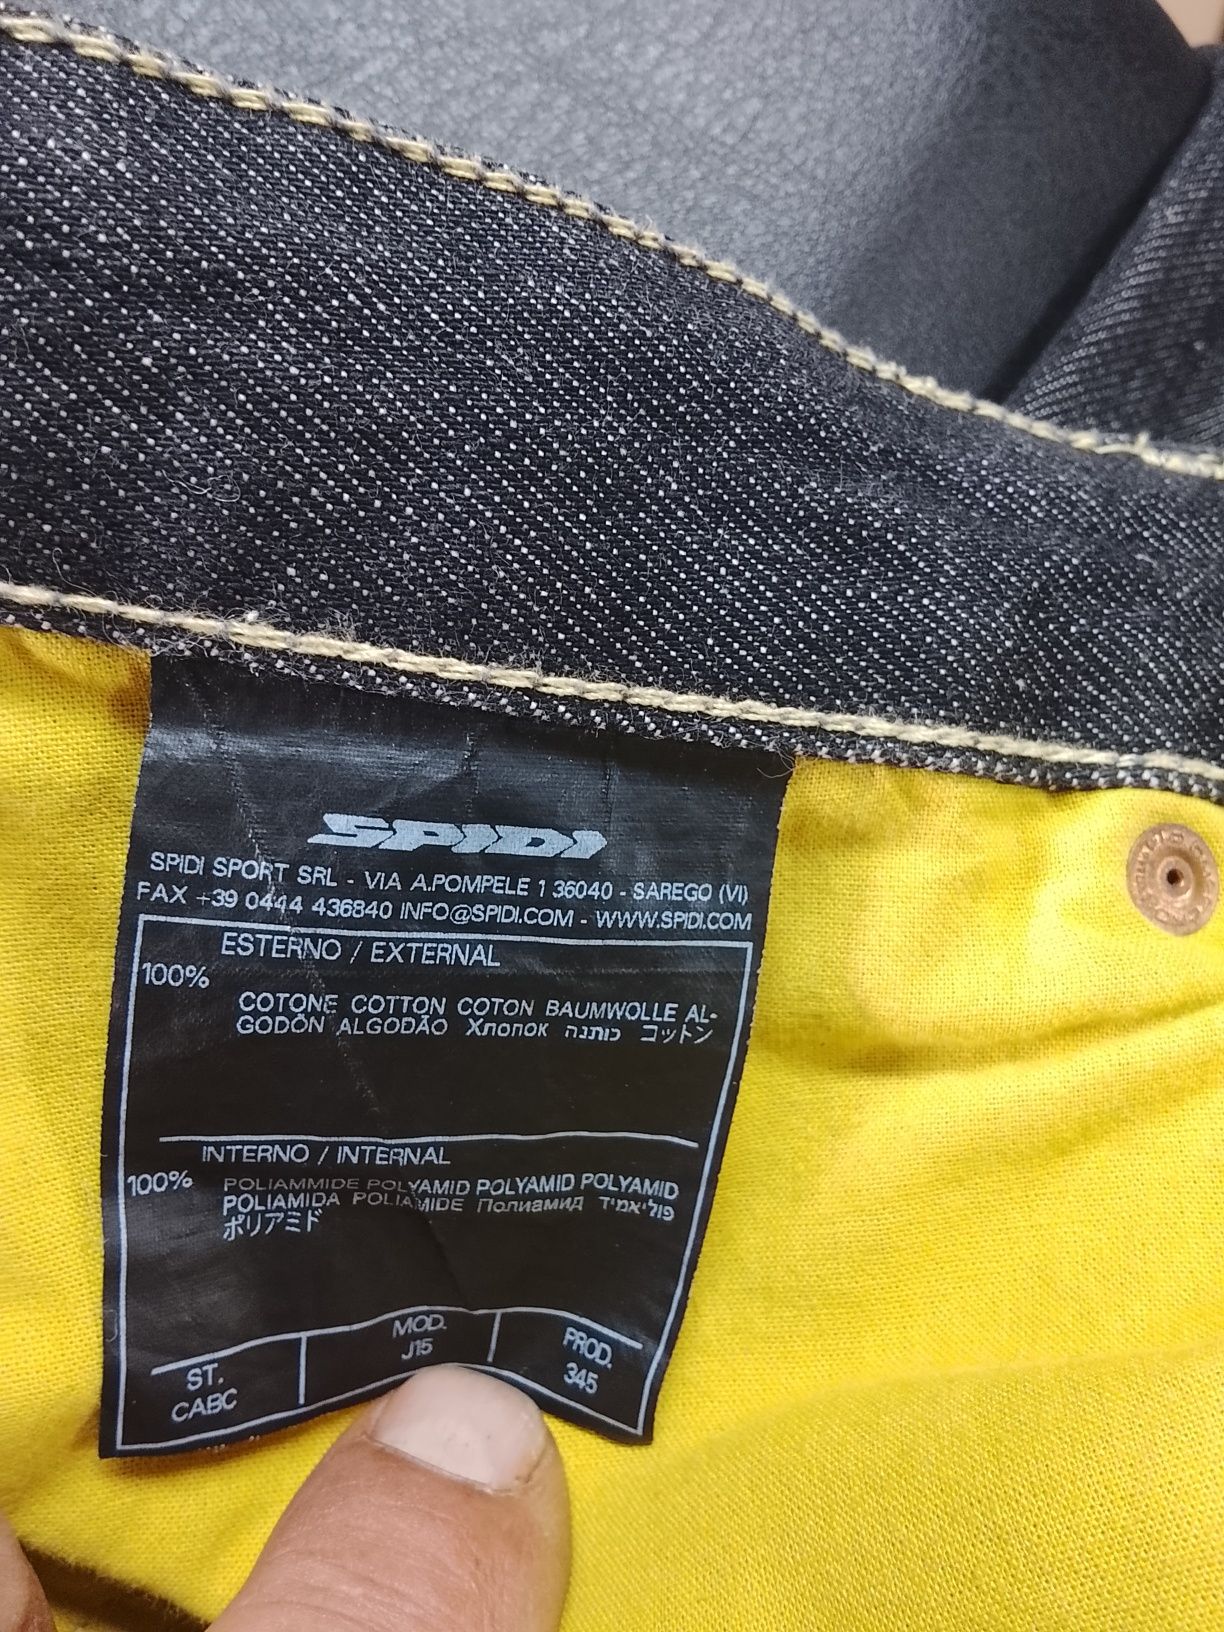 SPIDI
SPIDI SPORT SRL - VIA A.POMPELE 1 36040 - SAREGO (VI)
FAX +39 0444 436840 INFO@SPIDI.COM - WWW.SPIDI.COM
ESTERNO / EXTERNAL
100%
COTONE COTTON COTON BAUMWOLLE AL-
GODÓN ALGODÃO Хлопок כותנה コットン
INTERNO / INTERNAL
100% POLIAMMIDE POLYAMID POLYAMID POLYAMID
POLIAMIDA POLIAMIDE Полиамид פוליאמיד
ポリアミド
ST. MOD. PROD.
CABC J15 345